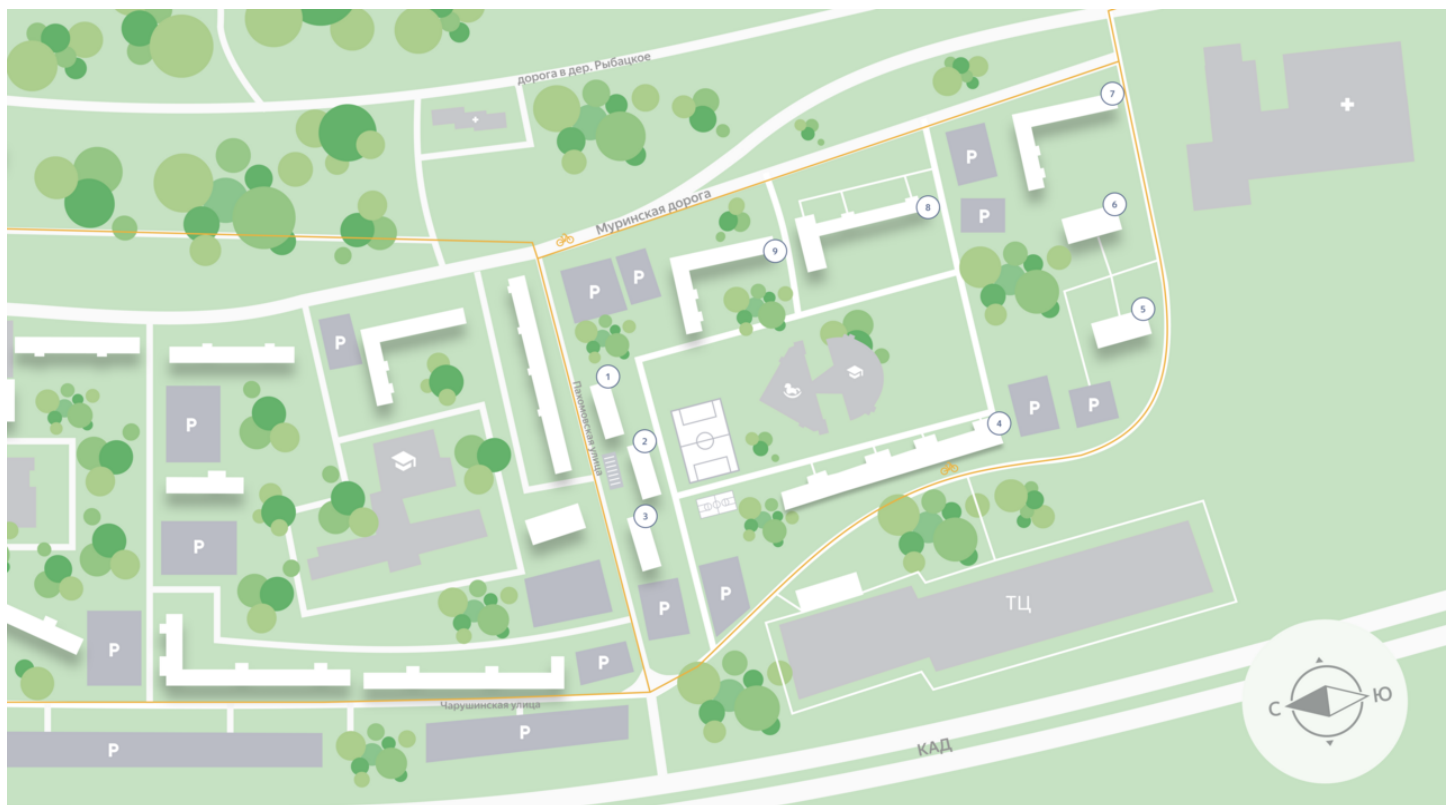 дорога в дер. Рыбацкое
7
P
Муринская дорога
6
8
P
9
P
P
5
P
1
Пахомовская улица
P
P
4
P
2
3
P
P
P
ТЦ
P
P
P
С
Ю
Чарушинская улица
P
КАД
P